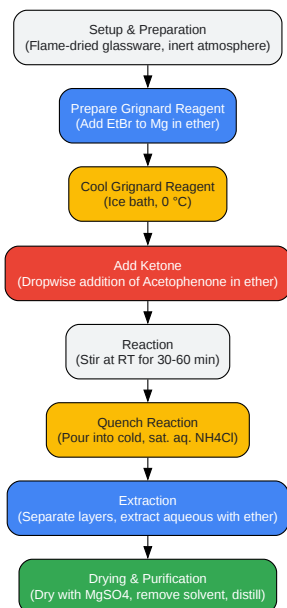 Setup & Preparation
(Flame-dried glassware, inert atmosphere)
Prepare Grignard Reagent
(Add EtBr to Mg in ether)
Cool Grignard Reagent
(Ice bath, 0 °C)
Add Ketone
(Dropwise addition of Acetophenone in ether)
Reaction
(Stir at RT for 30-60 min)
Quench Reaction
(Pour into cold, sat. aq. NH4Cl)
Extraction
(Separate layers, extract aqueous with ether)
Drying & Purification
(Dry with MgSO4, remove solvent, distill)